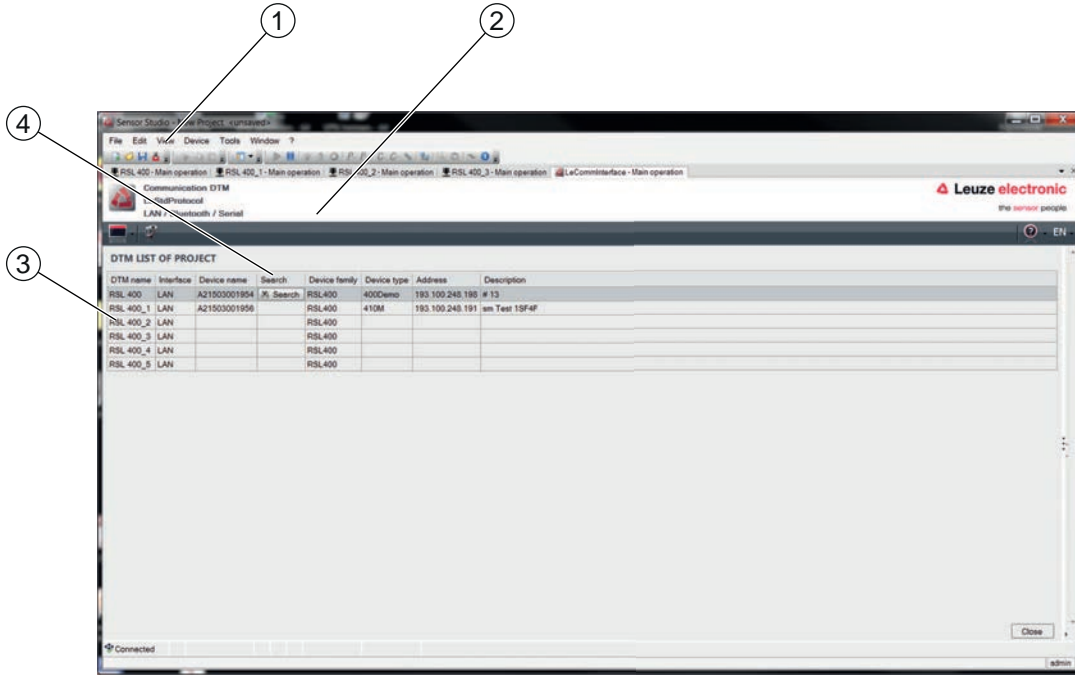 1
2
4
Sensor Studio - New Project <unsaved>
File Edit View Device Tools Window ?
RSL 400 - Main operation RSL 400_1 - Main operation RSL 400_2 - Main operation RSL 400_3 - Main operation LeCommInterface - Main operation
Communication DTM
LeStdProtocol
LAN / Bluetooth / Serial
Leuze electronic
the sensor people
? EN
3
DTM LIST OF PROJECT
DTM name Interface Device name Search Device family Device type Address Description
RSL 400 LAN A21503001954 Search RSL400 400Demo # 13
RSL 400_1 LAN A21503001956 RSL400 410M 193.100.248.191 sm Test 1SF4F
RSL 400_2 LAN RSL400
RSL 400_3 LAN RSL400
RSL 400_4 LAN RSL400
RSL 400_5 LAN RSL400
Close
Connected
admin